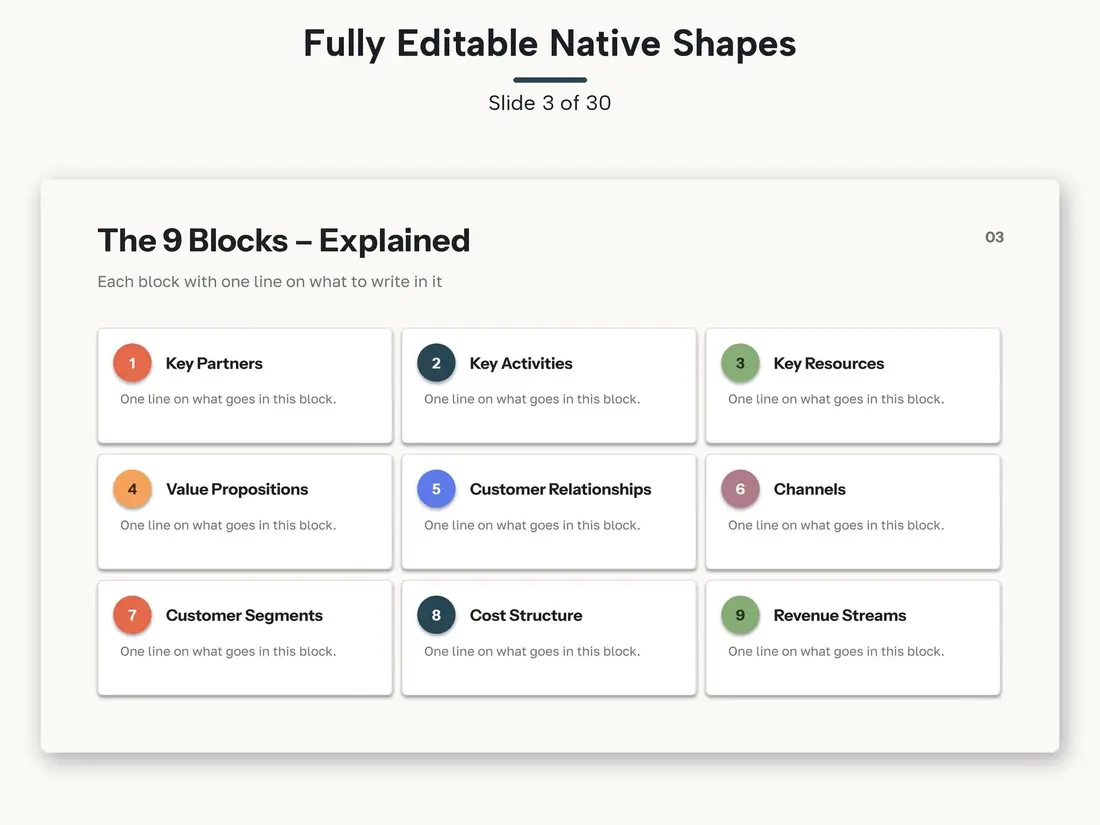 Fully Editable Native Shapes
Slide 3 of 30
The 9 Blocks – Explained
03
Each block with one line on what to write in it
1 Key Partners
One line on what goes in this block.
2 Key Activities
One line on what goes in this block.
3 Key Resources
One line on what goes in this block.
4 Value Propositions
One line on what goes in this block.
5 Customer Relationships
One line on what goes in this block.
6 Channels
One line on what goes in this block.
7 Customer Segments
One line on what goes in this block.
8 Cost Structure
One line on what goes in this block.
9 Revenue Streams
One line on what goes in this block.